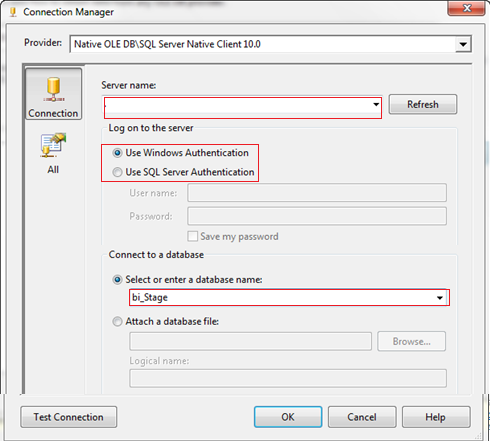 Connection Manager
Provider: Native OLE DB\SQL Server Native Client 10.0
Connection
All
Server name:
Refresh
Log on to the server
Use Windows Authentication
Use SQL Server Authentication
User name:
Password:
Save my password
Connect to a database
Select or enter a database name:
bi_Stage
Attach a database file:
Browse...
Logical name:
Test Connection OK Cancel Help